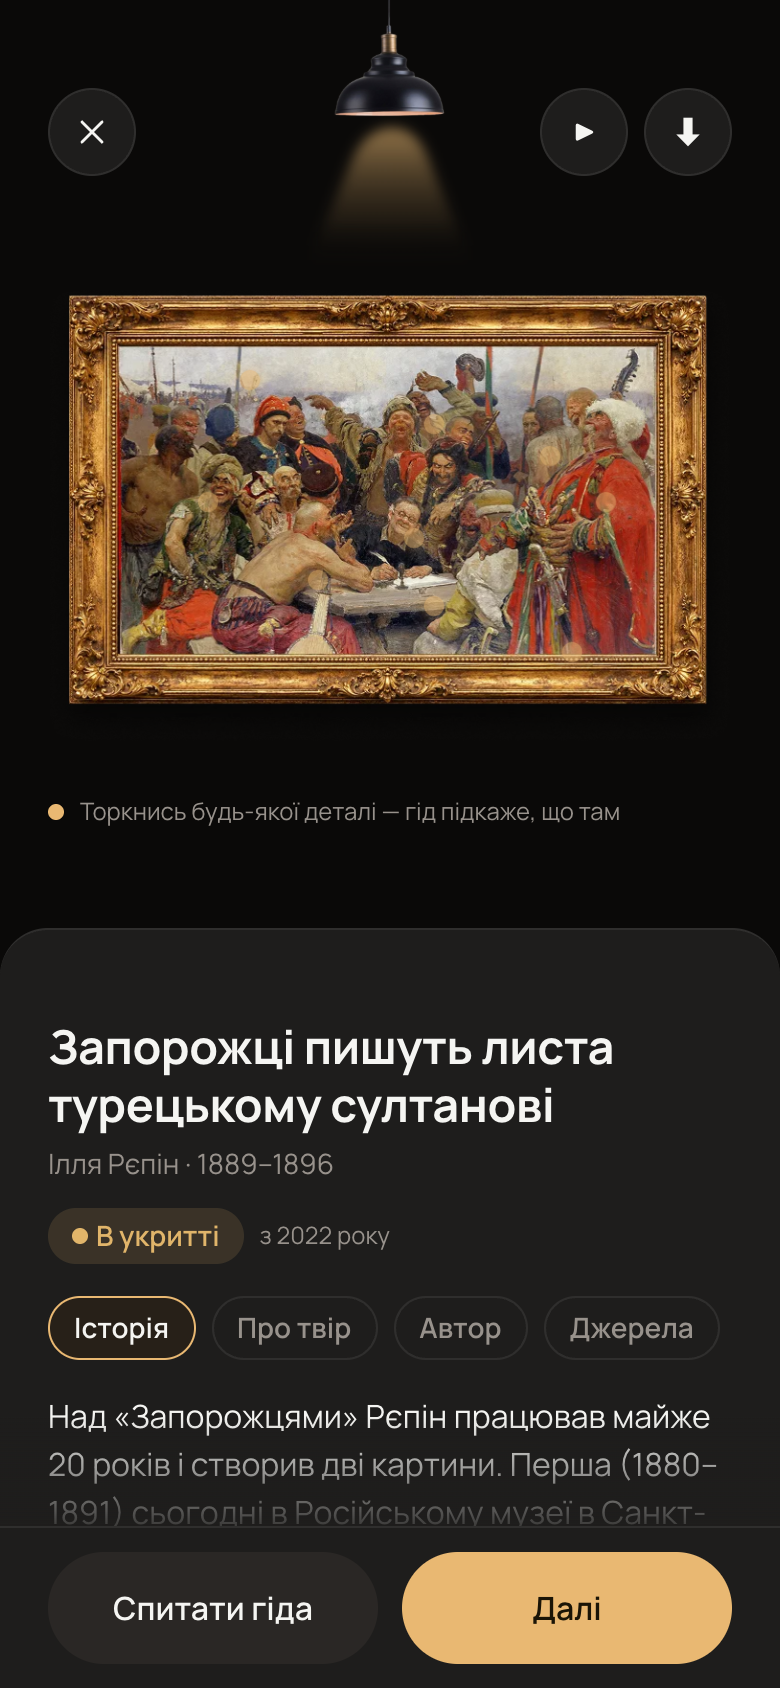 Торкнись будь-якої деталі — гід підкаже, що там
Запорожці пишуть листа
турецькому султанові
Ілля Рєпін · 1889–1896
В укритті з 2022 року
Історія Про твір Автор Джерела
Над «Запорожцями» Рєпін працював майже
20 років і створив дві картини. Перша (1880–
1891) сьогодні в Російському музеї в Санкт-
Спитати гіда Далі